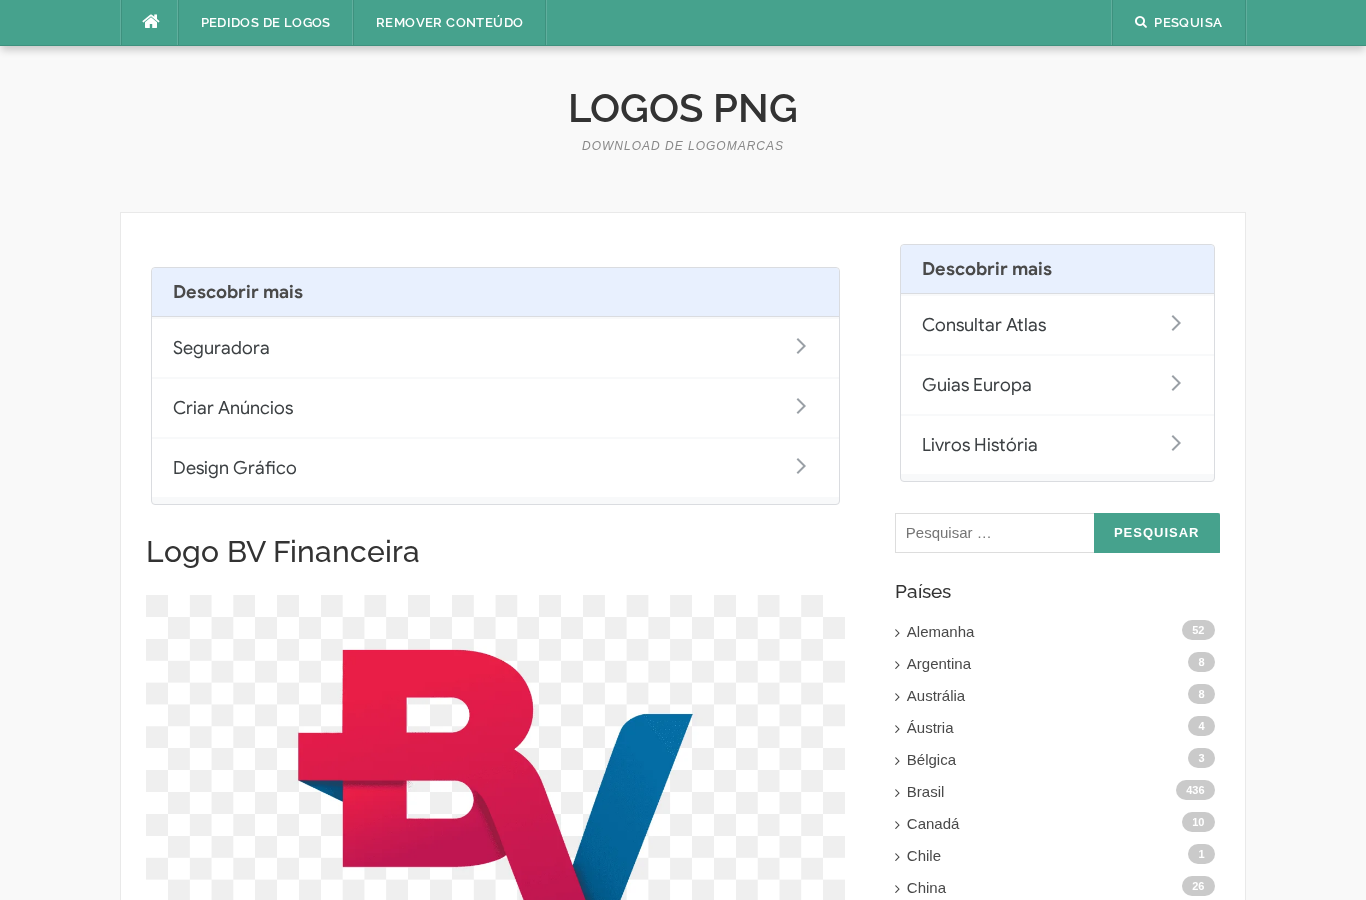 PEDIDOS DE LOGOS
REMOVER CONTEÚDO
PESQUISA
LOGOS PNG
DOWNLOAD DE LOGOMARCAS
Descobrir mais
Seguradora
Criar Anúncios
Design Gráfico
Logo BV Financeira
BV
Descobrir mais
Consultar Atlas
Guias Europa
Livros História
Pesquisar …
PESQUISAR
Países
Alemanha 52
Argentina 8
Austrália 8
Áustria 4
Bélgica 3
Brasil 436
Canadá 10
Chile 1
China 26